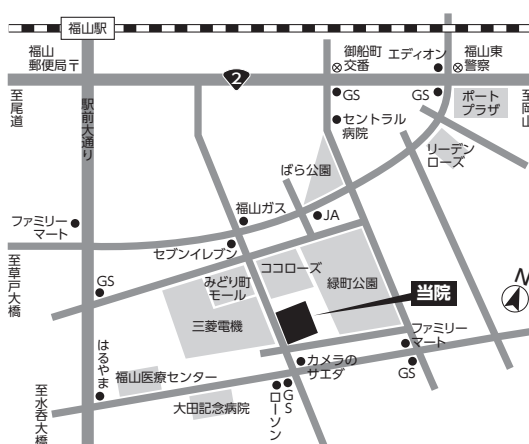 福山駅
福山
郵便局〒
2
御船町
交番
エディオン
福山東
警察
至尾道
駅前大通り
GS
GS
ポート
プラザ
至岡山
セントラル
病院
リーデン
ローズ
ばら公園
福山ガス
JA
ファミリー
マート
セブンイレブン
至草戸大橋
GS
みどり町
モール
ココローズ
緑町公園
N
当院
三菱電機
はるやま
ファミリー
マート
カメラの
サエダ
GS
福山医療センター
至水呑大橋
大田記念病院
ローソン
GS